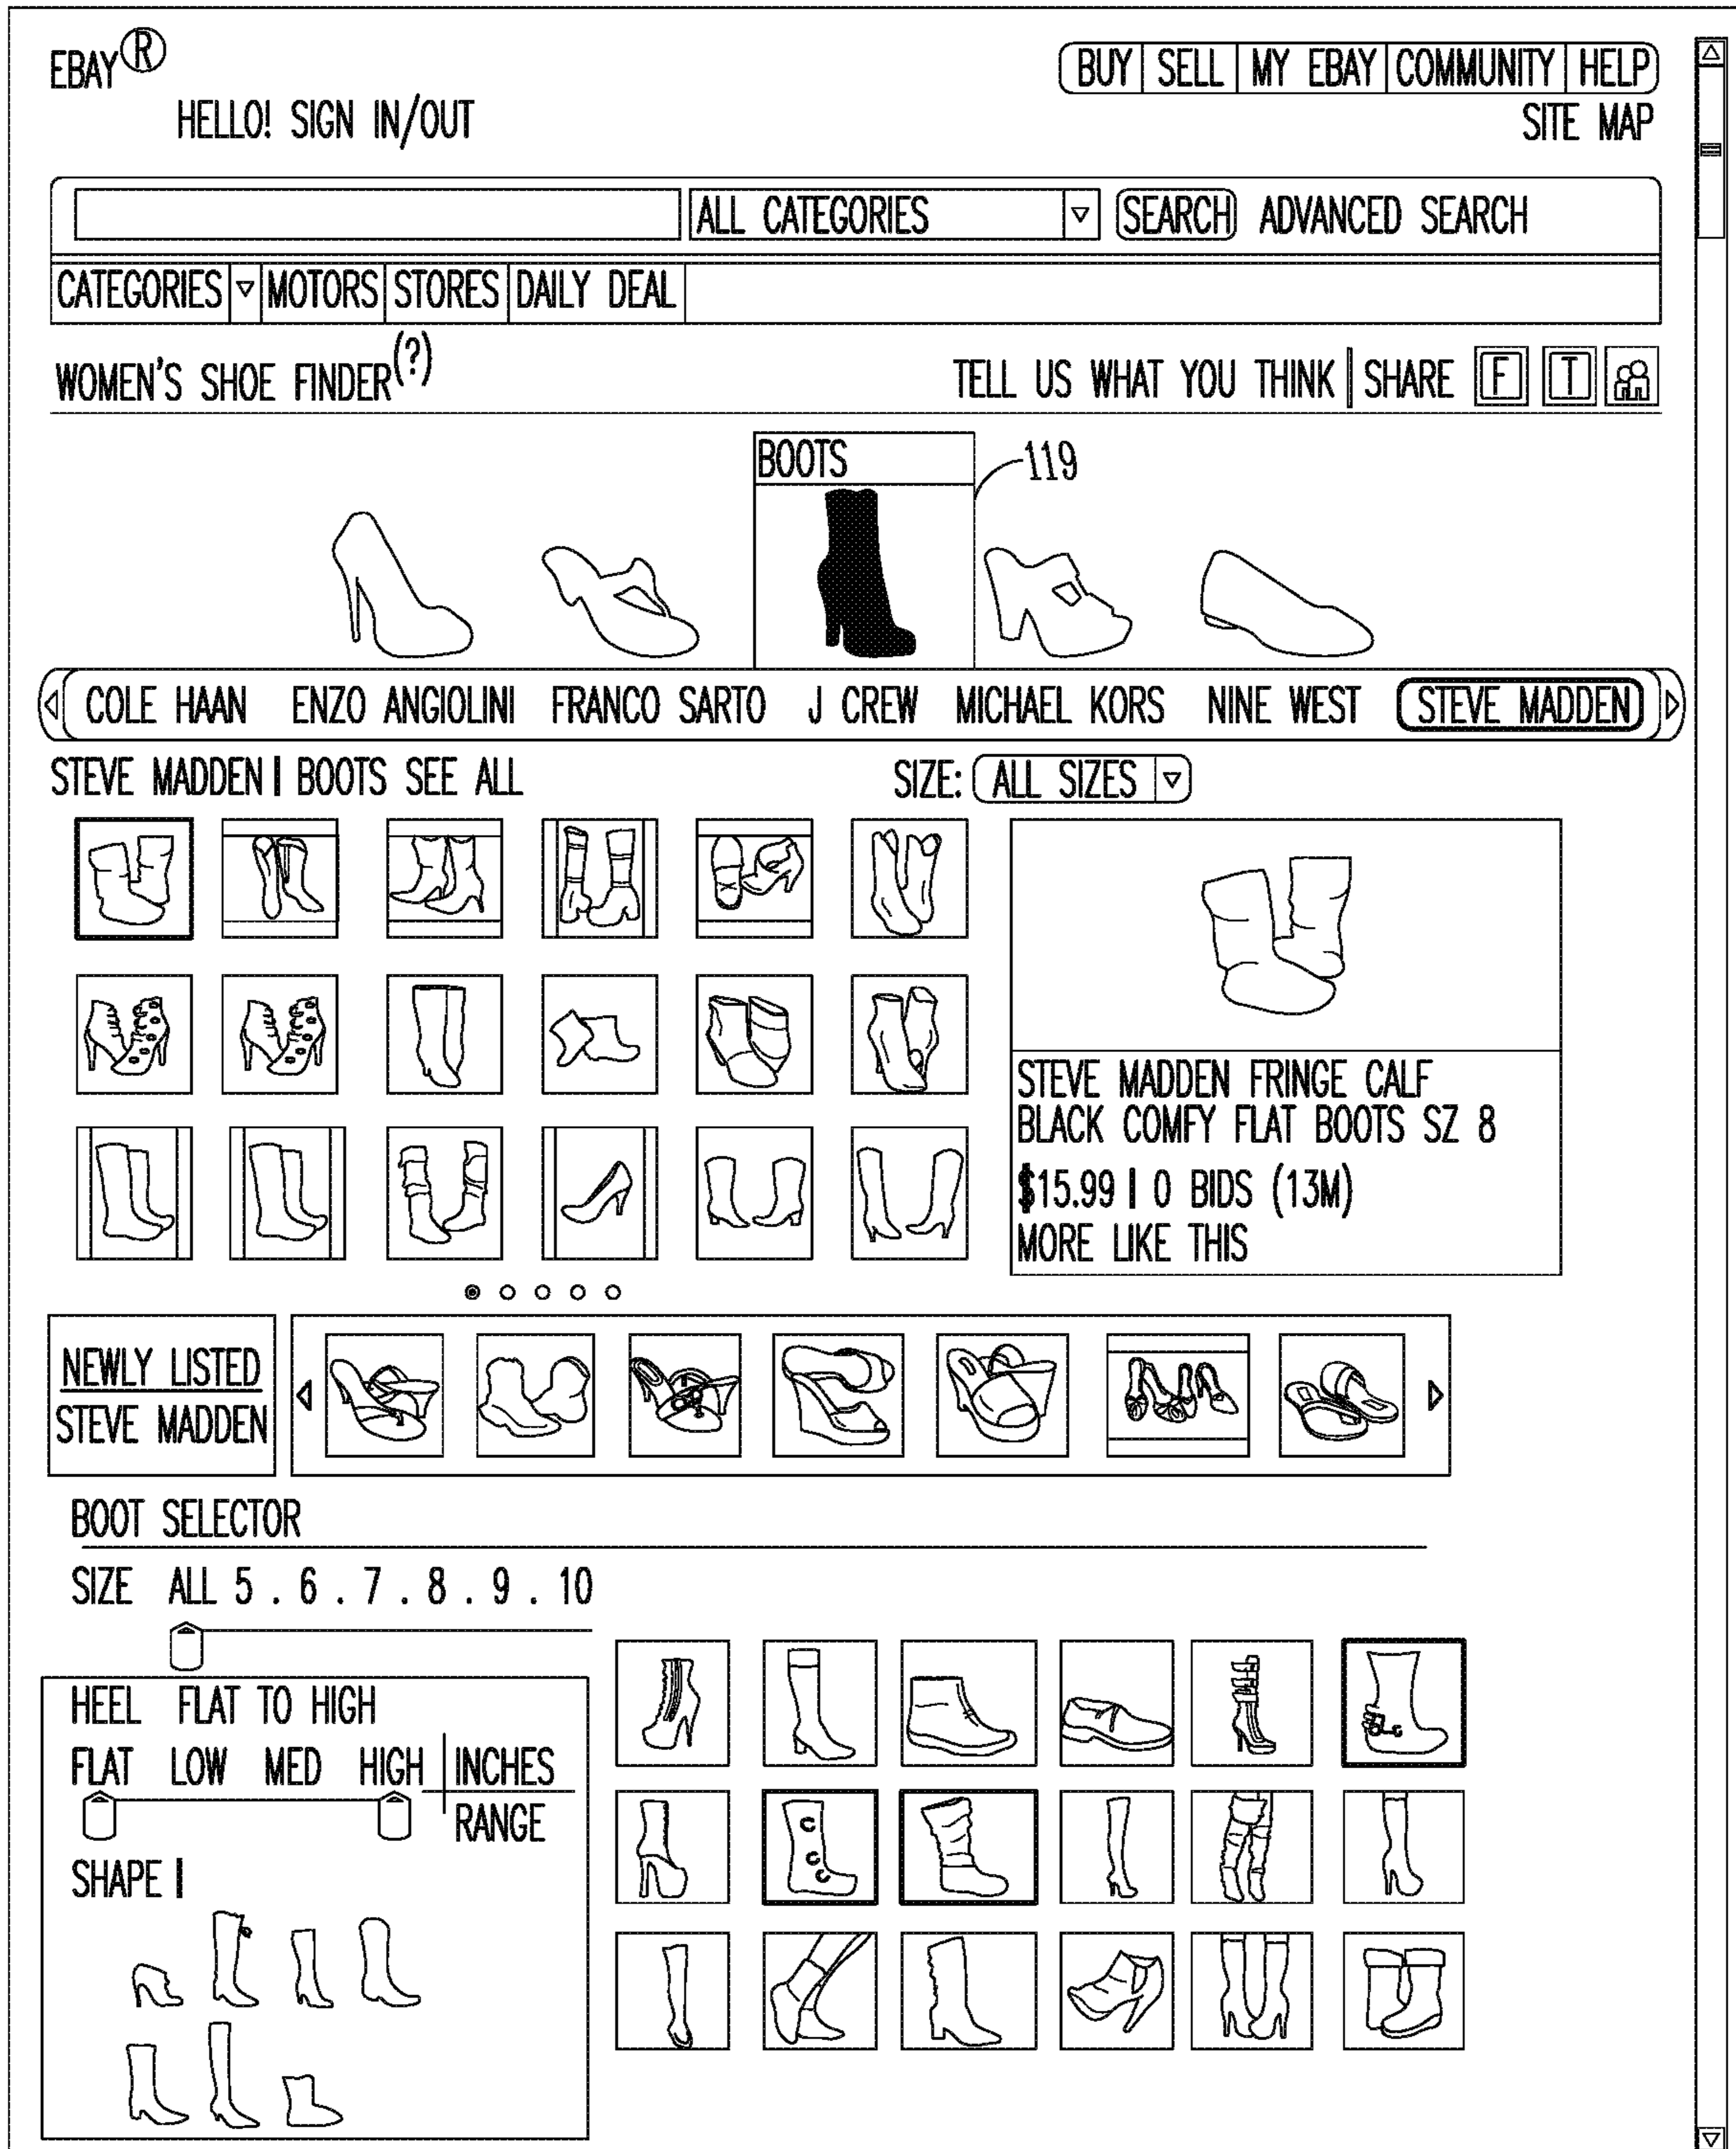 EBAY®
BUY SELL MY EBAY COMMUNITY HELP
HELLO! SIGN IN/OUT
SITE MAP
ALL CATEGORIES SEARCH ADVANCED SEARCH
CATEGORIES MOTORS STORES DAILY DEAL
WOMEN'S SHOE FINDER(?)
TELL US WHAT YOU THINK | SHARE F T
BOOTS
119
COLE HAAN ENZO ANGIOLINI FRANCO SARTO J CREW MICHAEL KORS NINE WEST STEVE MADDEN
STEVE MADDEN | BOOTS SEE ALL
SIZE: ALL SIZES
STEVE MADDEN FRINGE CALF
BLACK COMFY FLAT BOOTS SZ 8
$15.99 | 0 BIDS (13M)
MORE LIKE THIS
NEWLY LISTED
STEVE MADDEN
BOOT SELECTOR
SIZE ALL 5 . 6 . 7 . 8 . 9 . 10
HEEL FLAT TO HIGH
FLAT LOW MED HIGH INCHES
RANGE
SHAPE |